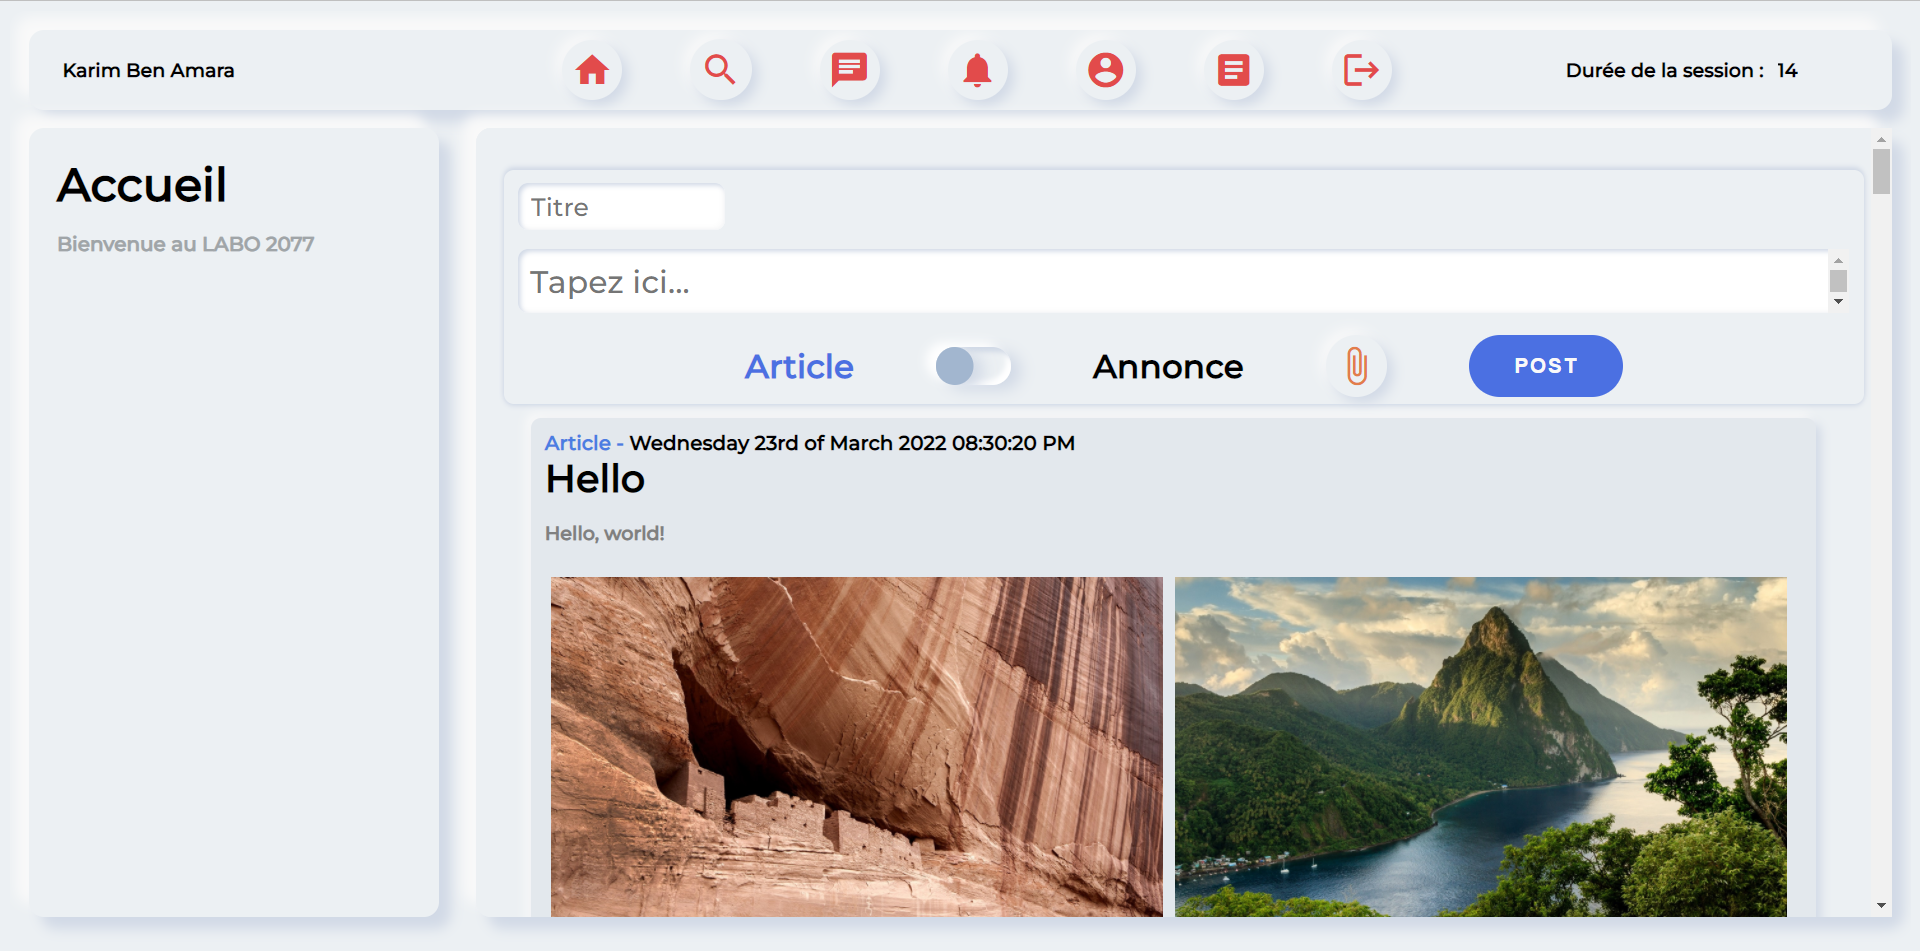 Karim Ben Amara
Durée de la session : 14
Accueil
Bienvenue au LABO 2077
Titre
Tapez ici...
Article
Annonce
POST
Article - Wednesday 23rd of March 2022 08:30:20 PM
Hello
Hello, world!